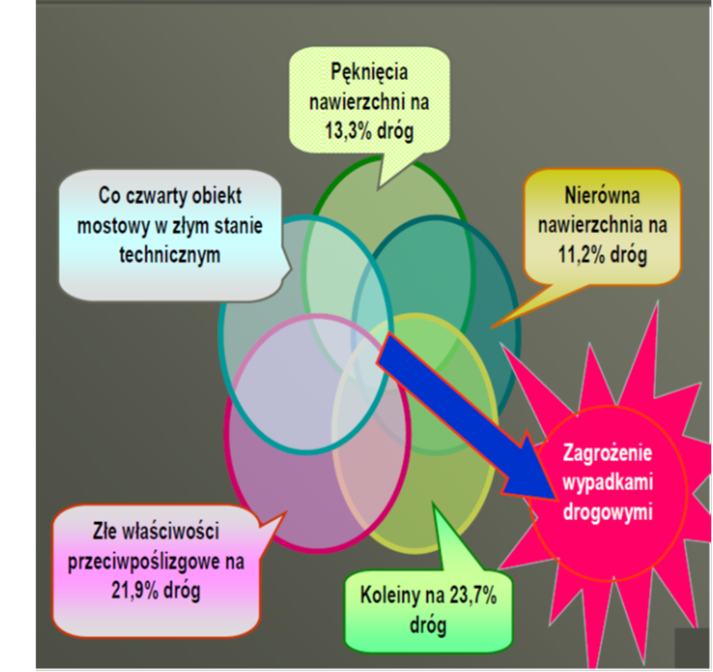 Pęknięcia
nawierzchni na
13,3% dróg
Co czwarty obiekt
mostowy w złym stanie
technicznym
Nierówna
nawierzchnia na
11,2% dróg
Zagrożenie
wypadkami
drogowymi
Złe właściwości
przeciwpoślizgowe na
21,9% dróg
Koleiny na 23,7%
dróg